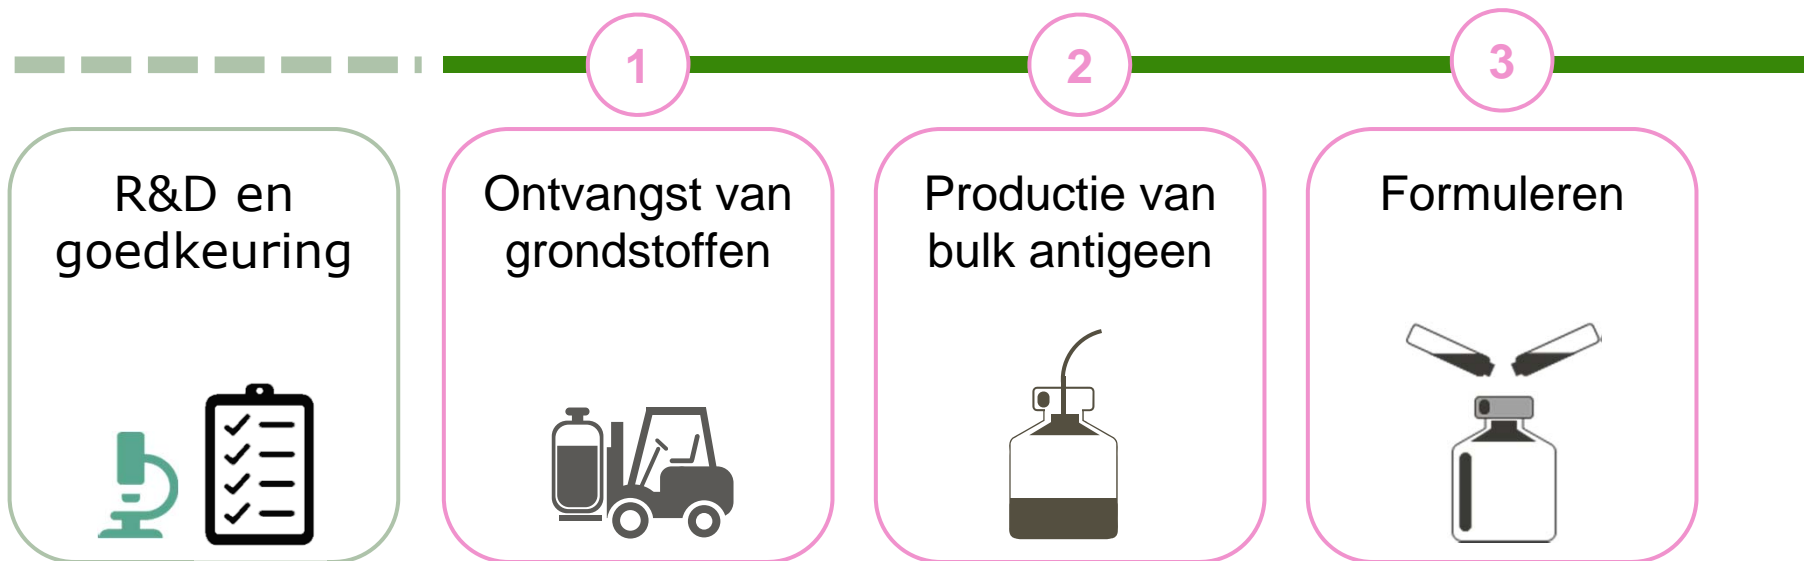 1
2
3
R&D en
goedkeuring
Ontvangst van
grondstoffen
Productie van
bulk antigeen
Formuleren